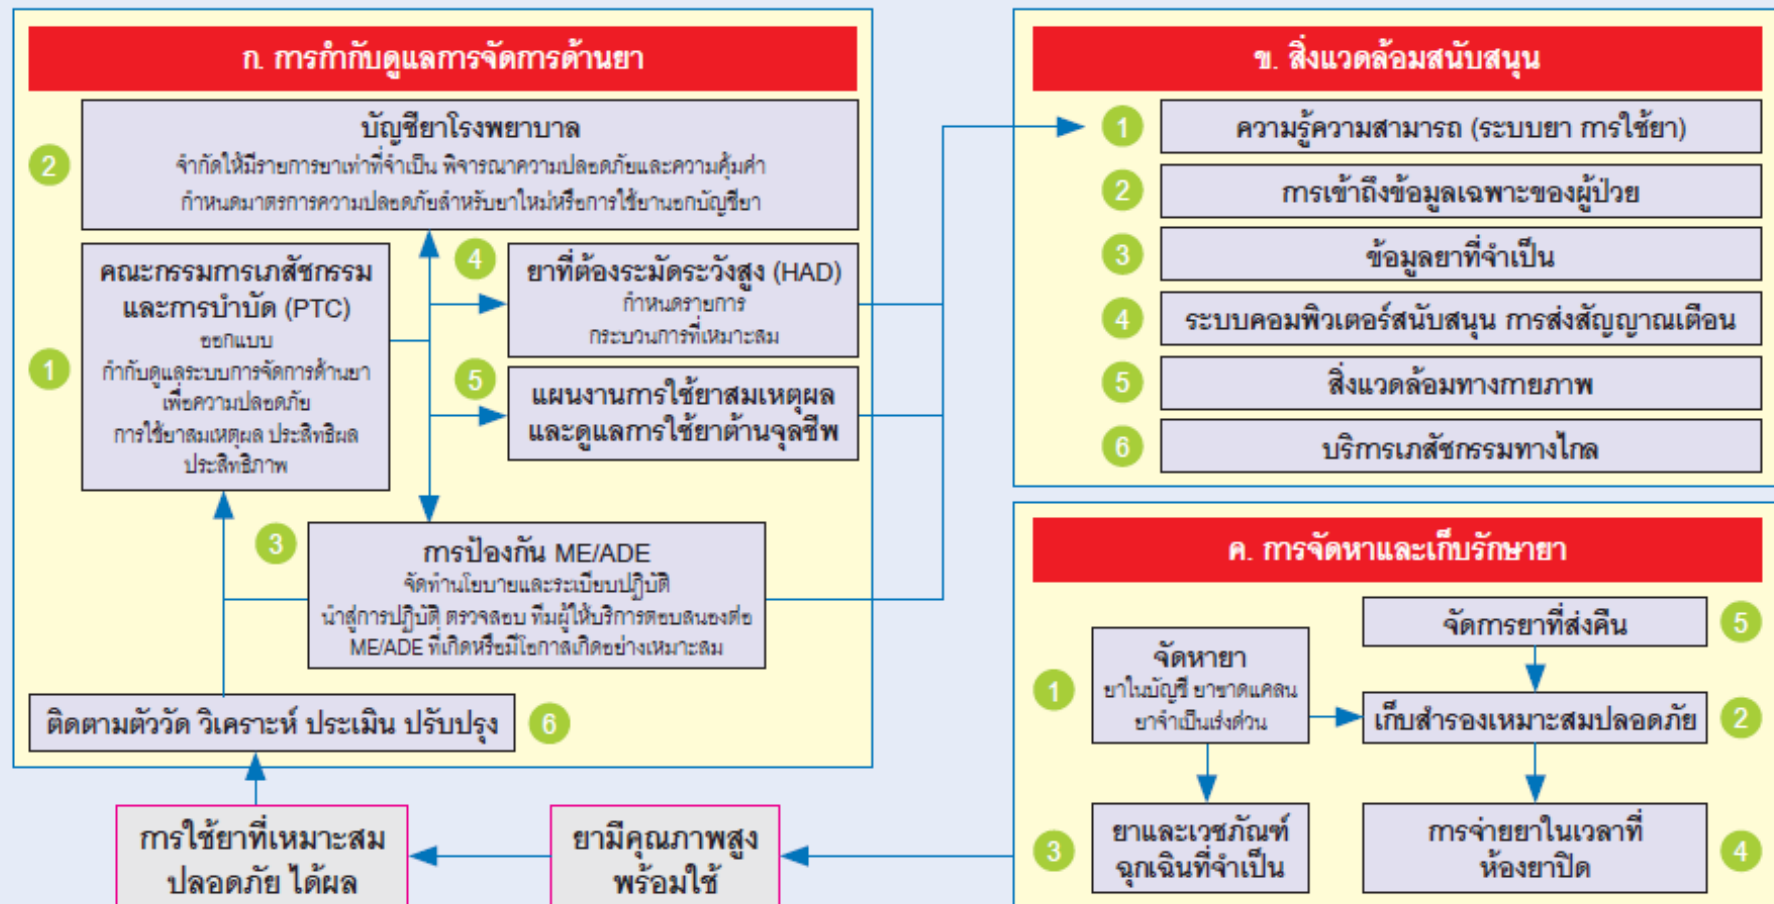 ก. การกำกับดูแลการจัดการด้านยา
2
บัญชียาโรงพยาบาล
จำกัดให้มีรายการยาเท่าที่จำเป็น พิจารณาความปลอดภัยและความคุ้มค่า
กำหนดมาตรการความปลอดภัยสำหรับยาใหม่หรือการใช้ยานอกบัญชียา
1
คณะกรรมการเภสัชกรรม
และการบำบัด (PTC)
ออกแบบ
กำกับดูแลระบบการจัดการด้านยา
เพื่อความปลอดภัย
การใช้ยาสมเหตุผล ประสิทธิผล
ประสิทธิภาพ
4
ยาที่ต้องระมัดระวังสูง (HAD)
กำหนดรายการ
กระบวนการที่เหมาะสม
5
แผนงานการใช้ยาสมเหตุผล
และดูแลการใช้ยาต้านจุลชีพ
3
การป้องกัน ME/ADE
จัดทำนโยบายและระเบียบปฏิบัติ
นำสู่การปฏิบัติ ตรวจสอบ ทีมผู้ให้บริการตอบสนองต่อ
ME/ADE ที่เกิดหรือมีโอกาสเกิดอย่างเหมาะสม
ติดตามตัววัด วิเคราะห์ ประเมิน ปรับปรุง
6
ข. สิ่งแวดล้อมสนับสนุน
1
ความรู้ความสามารถ (ระบบยา การใช้ยา)
2
การเข้าถึงข้อมูลเฉพาะของผู้ป่วย
3
ข้อมูลยาที่จำเป็น
4
ระบบคอมพิวเตอร์สนับสนุน การส่งสัญญาณเตือน
5
สิ่งแวดล้อมทางกายภาพ
6
บริการเภสัชกรรมทางไกล
ค. การจัดหาและเก็บรักษายา
1
จัดหายา
ยาในบัญชี ยาขาดแคลน
ยาจำเป็นเร่งด่วน
จัดการยาที่ส่งคืน
5
เก็บสำรองเหมาะสมปลอดภัย
2
3
ยาและเวชภัณฑ์
ฉุกเฉินที่จำเป็น
การจ่ายยาในเวลาที่
ห้องยาปิด
4
ยามีคุณภาพสูง
พร้อมใช้
การใช้ยาที่เหมาะสม
ปลอดภัย ได้ผล